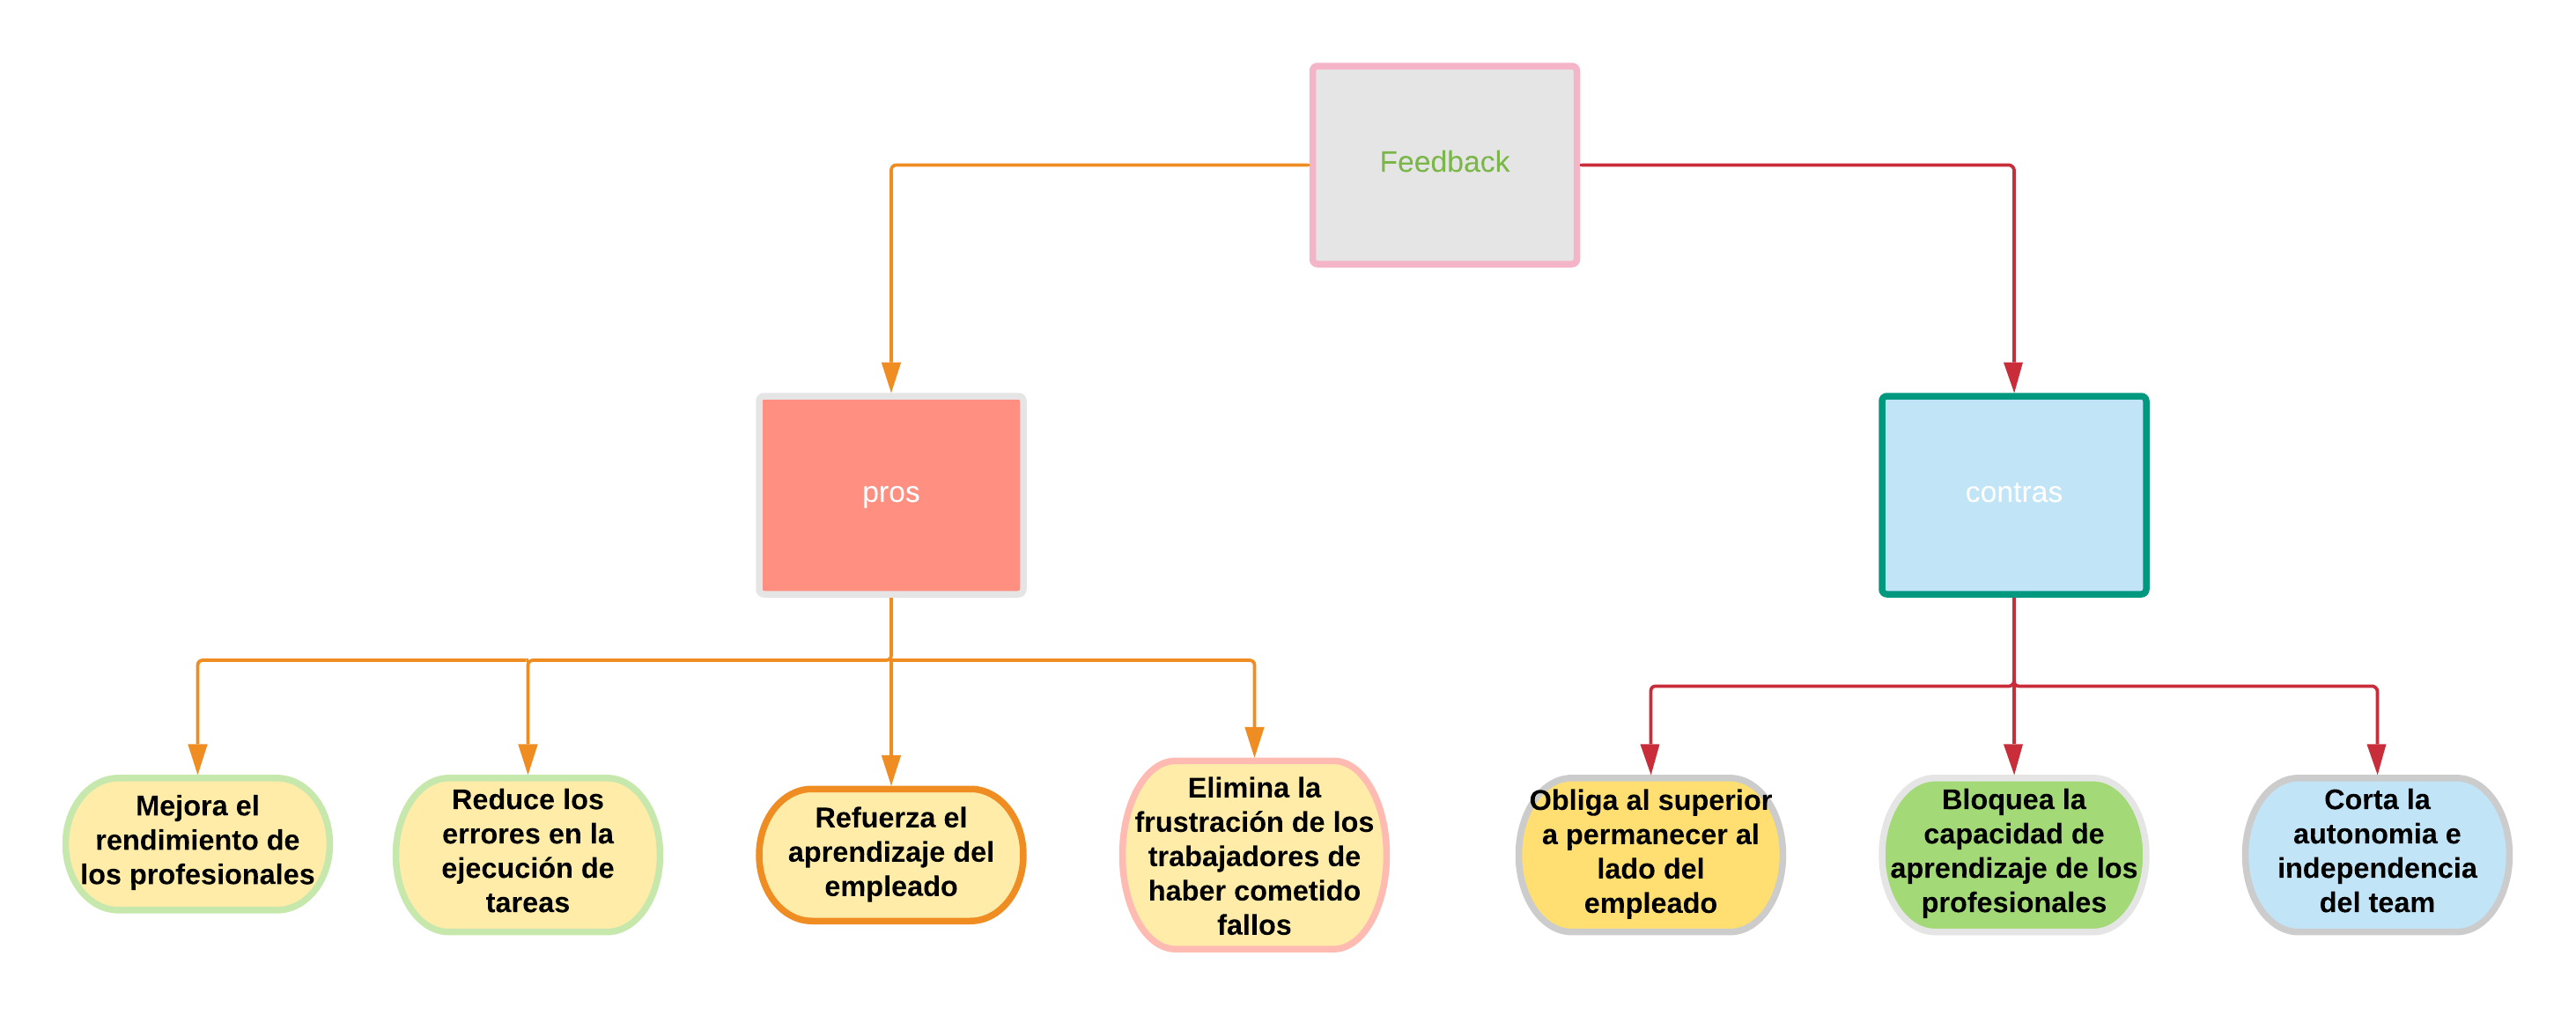 Feedback
pros
contras
Mejora el
rendimiento de
los profesionales
Reduce los
errores en la
ejecución de
tareas
Refuerza el
aprendizaje del
empleado
Elimina la
frustración de los
trabajadores de
haber cometido
fallos
Obliga al superior
a permanecer al
lado del
empleado
Bloquea la
capacidad de
aprendizaje de los
profesionales
Corta la
autonomia e
independencia
del team